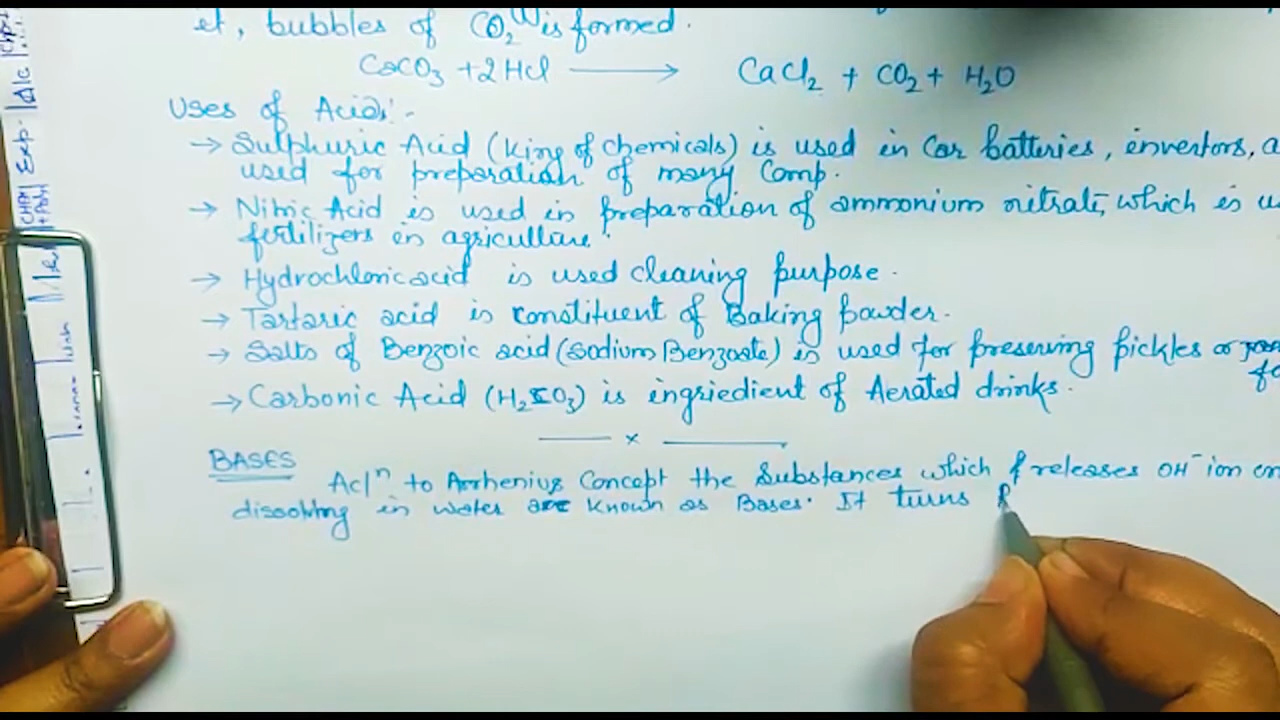 it, bubbles of CO2 is formed.
CaCO3 + 2HCl ⟶ CaCl2 + CO2 + H2O
Uses of Acids:-
→ Sulphuric Acid (King of chemicals) is used in Car batteries, envertors, a
used for preparation of many Comp.
→ Nitric Acid is used in preparation of ammonium nitrate, which is u
fertilizers in agriculture.
→ Hydrochloric acid is used cleaning purpose.
→ Tartaric acid is constituent of Baking powder.
→ Salts of Benzoic acid (Sodium Benzoate) is used for preserving pickles or
→ Carbonic Acid (H2CO3) is ingriedient of Aerated drinks.
— × —
BASES
Ac/n to Arrhenius Concept the Substances which releases OH- ion on
dissolving in water are known as Bases. It turns R